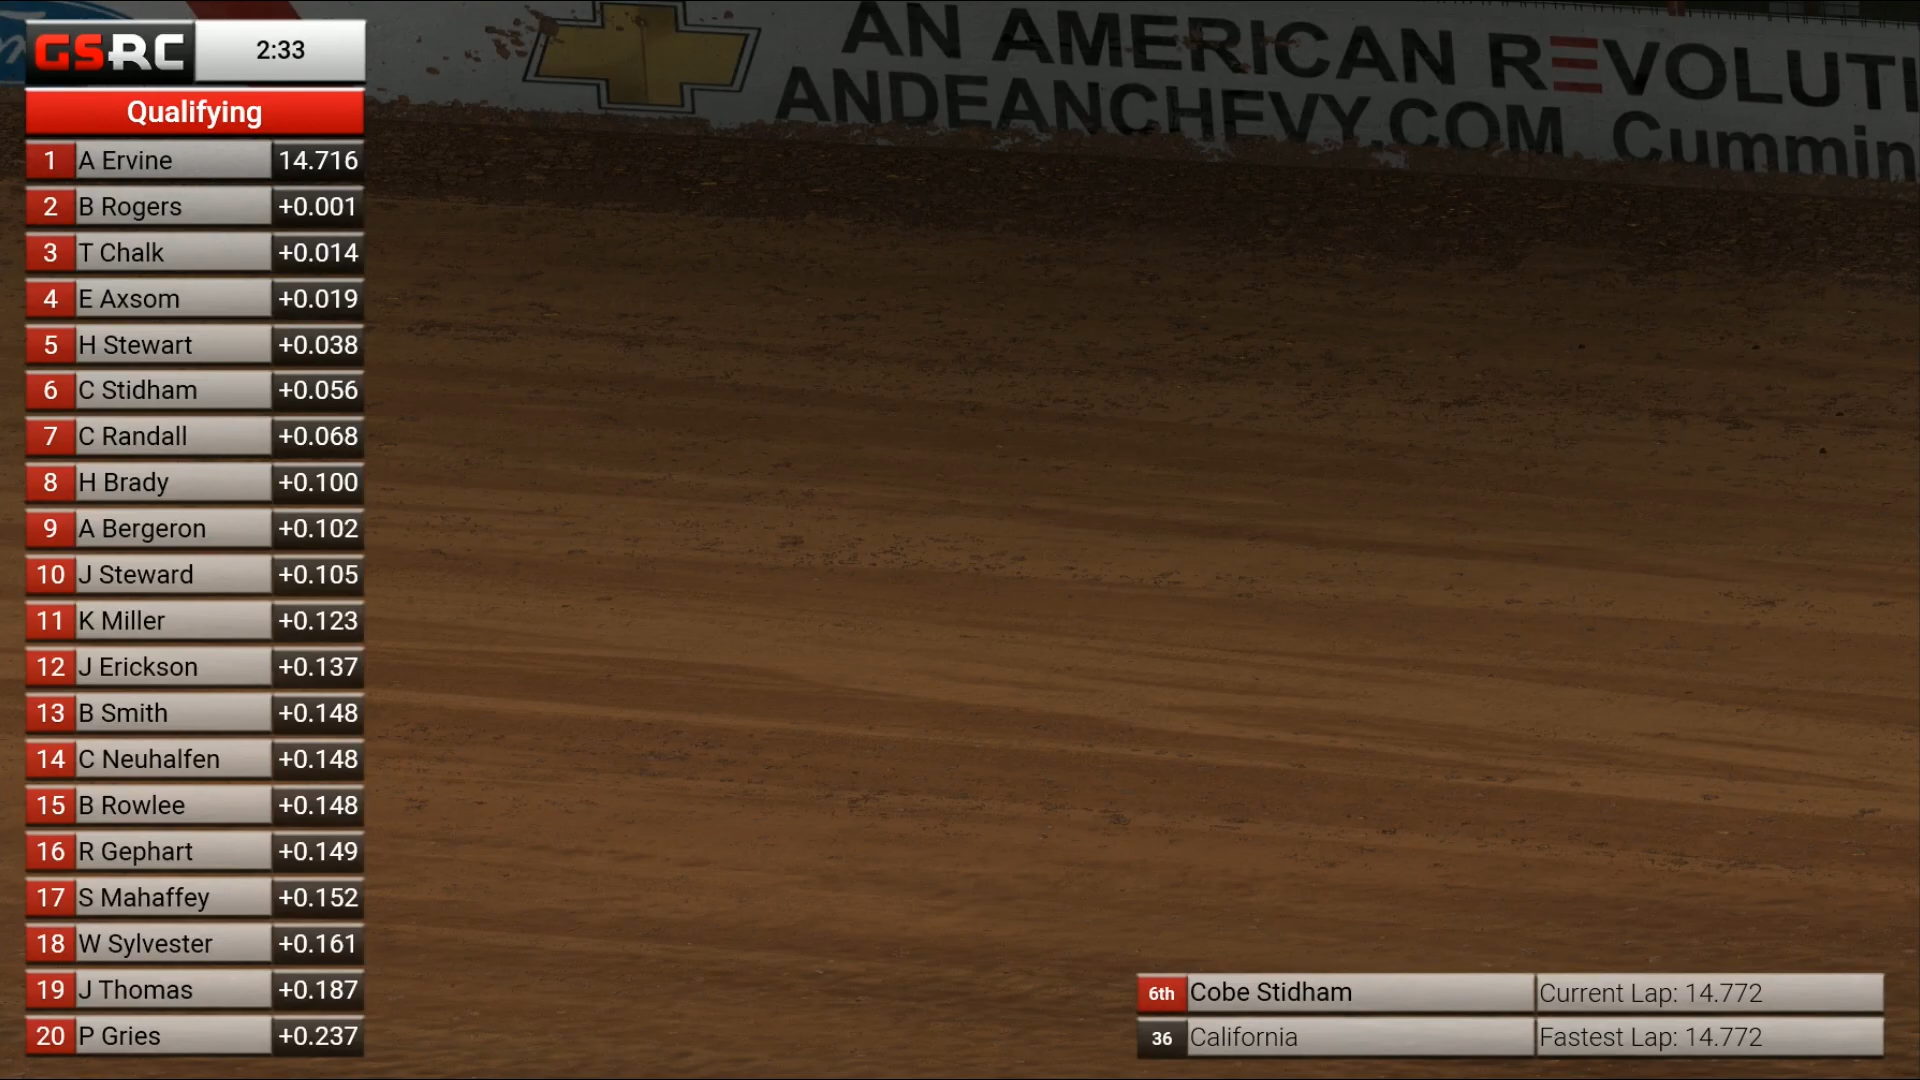 GSRC 2:33
Qualifying
1 A Ervine 14.716
2 B Rogers +0.001
3 T Chalk +0.014
4 E Axsom +0.019
5 H Stewart +0.038
6 C Stidham +0.056
7 C Randall +0.068
8 H Brady +0.100
9 A Bergeron +0.102
10 J Steward +0.105
11 K Miller +0.123
12 J Erickson +0.137
13 B Smith +0.148
14 C Neuhalfen +0.148
15 B Rowlee +0.148
16 R Gephart +0.149
17 S Mahaffey +0.152
18 W Sylvester +0.161
19 J Thomas +0.187
20 P Gries +0.237
AN AMERICAN REVOLUTI
ANDEANCHEVY.COM Cummin
6th Cobe Stidham Current Lap: 14.772
36 California Fastest Lap: 14.772